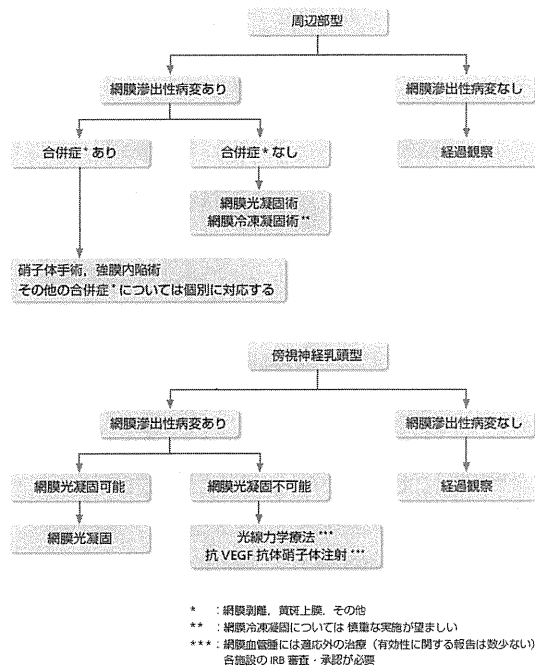 周辺部型
網膜滲出性病変あり
網膜滲出性病変なし
合併症*あり
合併症*なし
経過観察
網膜光凝固術
網膜冷凍凝固術**
硝子体手術，強膜内陥術
その他の合併症*については個別に対応する
傍視神経乳頭型
網膜滲出性病変あり
網膜滲出性病変なし
網膜光凝固可能
網膜光凝固不可能
経過観察
網膜光凝固
光線力学療法***
抗VEGF抗体硝子体注射***
* ：網膜剥離，黄斑上膜，その他
** ：網膜冷凍凝固については慎重な実施が望ましい
***：網膜血管腫には適応外の治療（有効性に関する報告は数少ない）
各施設のIRB審査・承認が必要